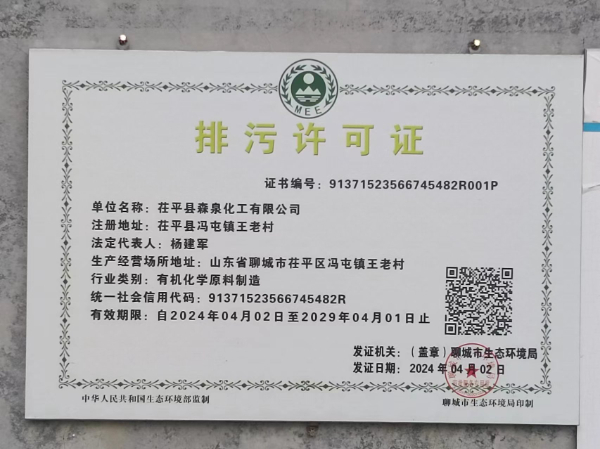 MEE
排污许可证
证书编号：91371523566745482R001P
单位名称：茌平县森泉化工有限公司
注册地址：茌平县冯屯镇王老村
法定代表人：杨建军
生产经营场所地址：山东省聊城市茌平区冯屯镇王老村
行业类别：有机化学原料制造
统一社会信用代码：91371523566745482R
有效期限：自2024年04月02日至2029年04月01日止
发证机关：（盖章）聊城市生态环境局
发证日期：2024年04月02日
中华人民共和国生态环境部监制
聊城市生态环境局印制